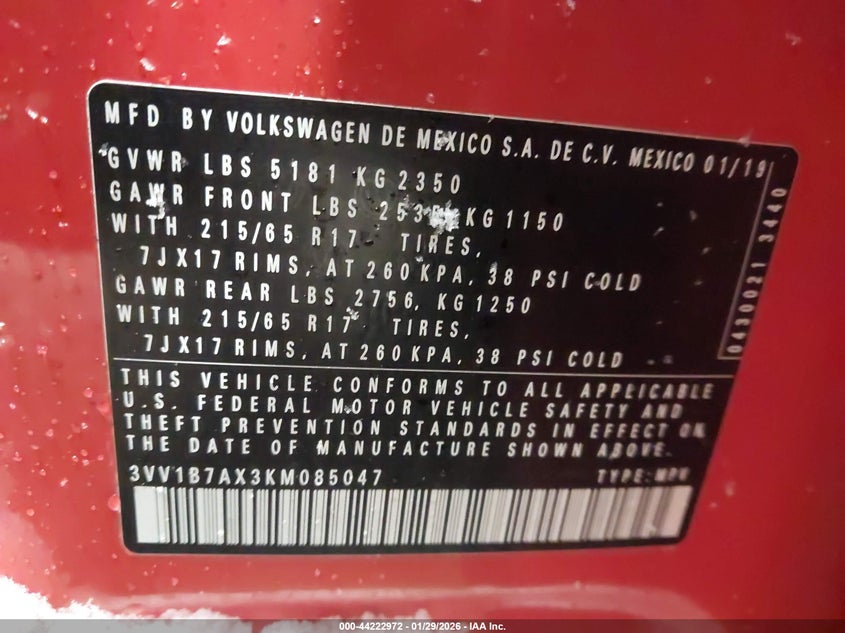 MFD BY VOLKSWAGEN DE MEXICO S.A. DE C.V. MEXICO 01/19
GVWR LBS 5181 KG 2350
GAWR FRONT LBS KG 1150
WITH 215/65 R17 TIRES,
7JX17 RIMS, AT 260 KPA, 38 PSI COLD
GAWR REAR LBS 2756, KG 1250
WITH 215/65 R17 TIRES,
7JX17 RIMS, AT 260 KPA, 38 PSI COLD
0430021 3440
THIS VEHICLE CONFORMS TO ALL APPLICABLE
U.S. FEDERAL MOTOR VEHICLE SAFETY AND
THEFT PREVENTION STANDARDS IN EFFECT ON
THE DATE OF MANUFACTURE SHOWN ABOVE.
3VV1B7AX3KM085047 TYPE: MPV
000-44222972 - 01/29/2026 - IAA Inc.